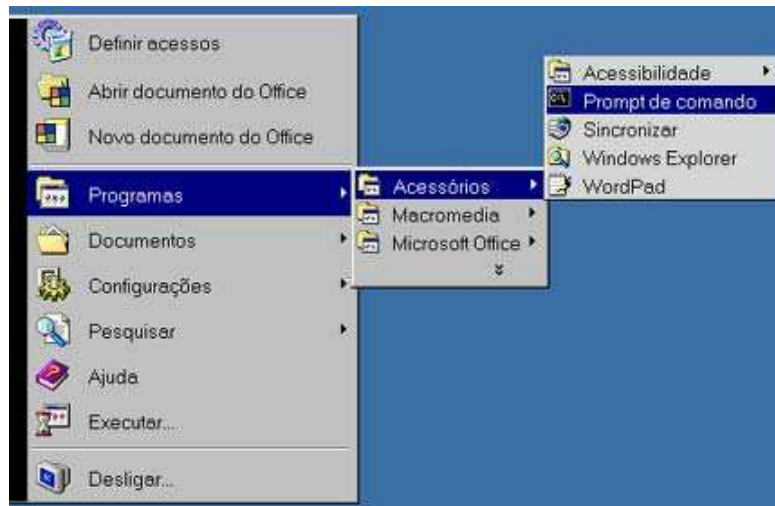 Definir acessos
Abrir documento do Office
Novo documento do Office
Programas
Documentos
Configurações
Pesquisar
Ajuda
Executar...
Desligar...
Acessórios
Macromedia
Microsoft Office
Acessibilidade
Prompt de comando
Sincronizar
Windows Explorer
WordPad